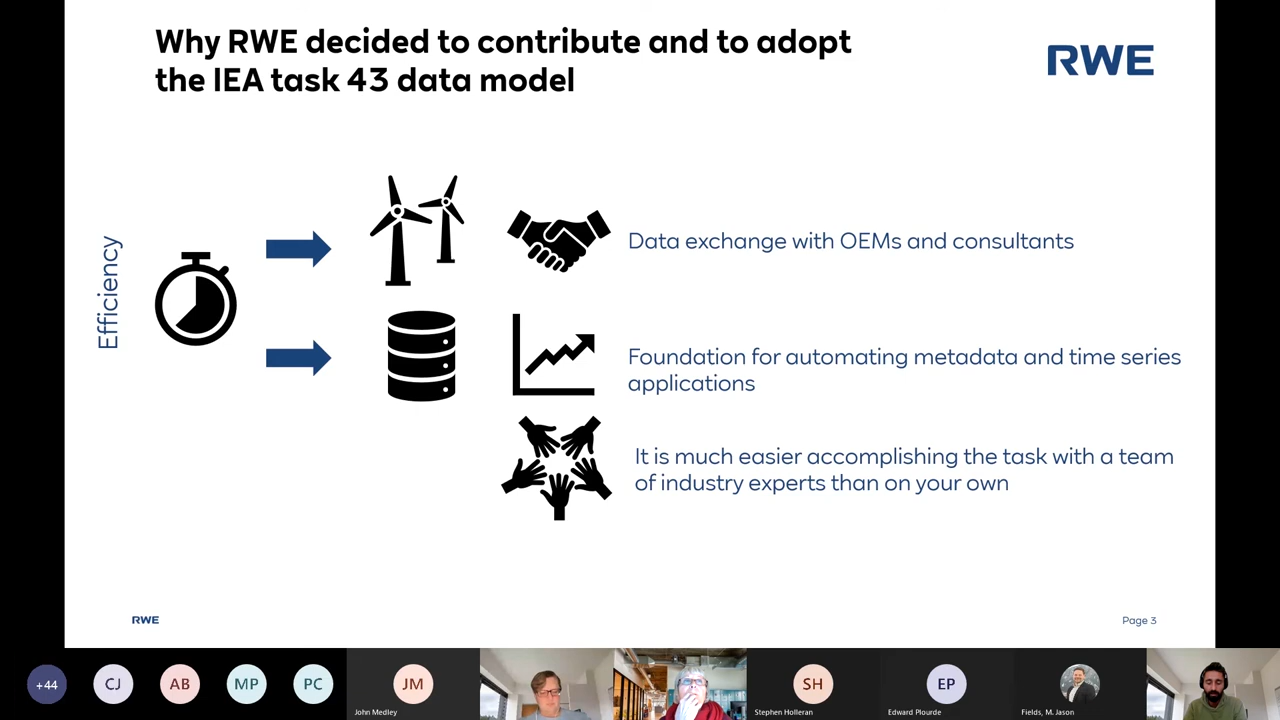 Why RWE decided to contribute and to adopt
the IEA task 43 data model
RWE
Efficiency
Data exchange with OEMs and consultants
Foundation for automating metadata and time series
applications
It is much easier accomplishing the task with a team
of industry experts than on your own
RWE
Page 3
+44
CJ
AB
MP
PC
JM
John Medley
SH
Stephen Holleran
EP
Edward Plourde
Fields, M. Jason